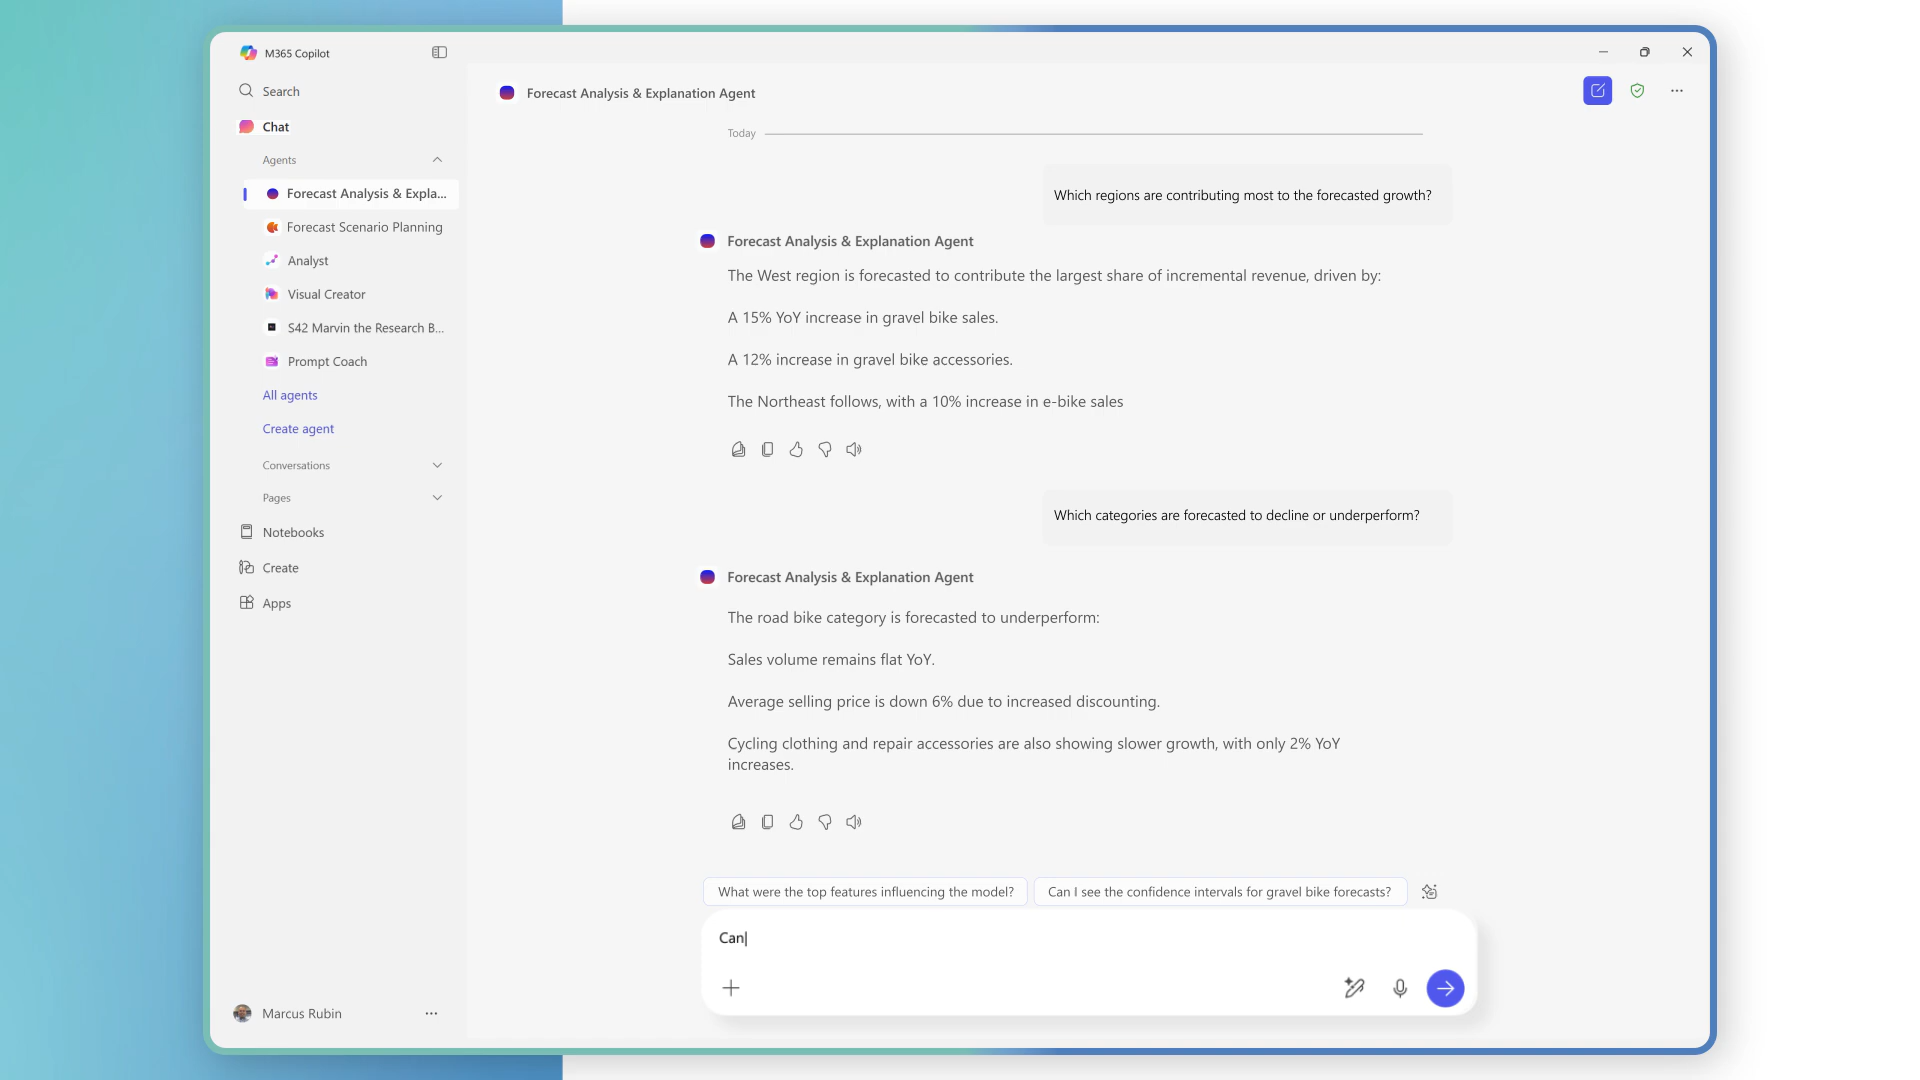 M365 Copilot
Search
Chat
Agents
Forecast Analysis & Expla...
Forecast Scenario Planning
Analyst
Visual Creator
S42 Marvin the Research B...
Prompt Coach
All agents
Create agent
Conversations
Pages
Notebooks
Create
Apps
Marcus Rubin
Forecast Analysis & Explanation Agent
Today
Which regions are contributing most to the forecasted growth?
Forecast Analysis & Explanation Agent
The West region is forecasted to contribute the largest share of incremental revenue, driven by:
A 15% YoY increase in gravel bike sales.
A 12% increase in gravel bike accessories.
The Northeast follows, with a 10% increase in e-bike sales
Which categories are forecasted to decline or underperform?
Forecast Analysis & Explanation Agent
The road bike category is forecasted to underperform:
Sales volume remains flat YoY.
Average selling price is down 6% due to increased discounting.
Cycling clothing and repair accessories are also showing slower growth, with only 2% YoY
increases.
What were the top features influencing the model?
Can I see the confidence intervals for gravel bike forecasts?
Can